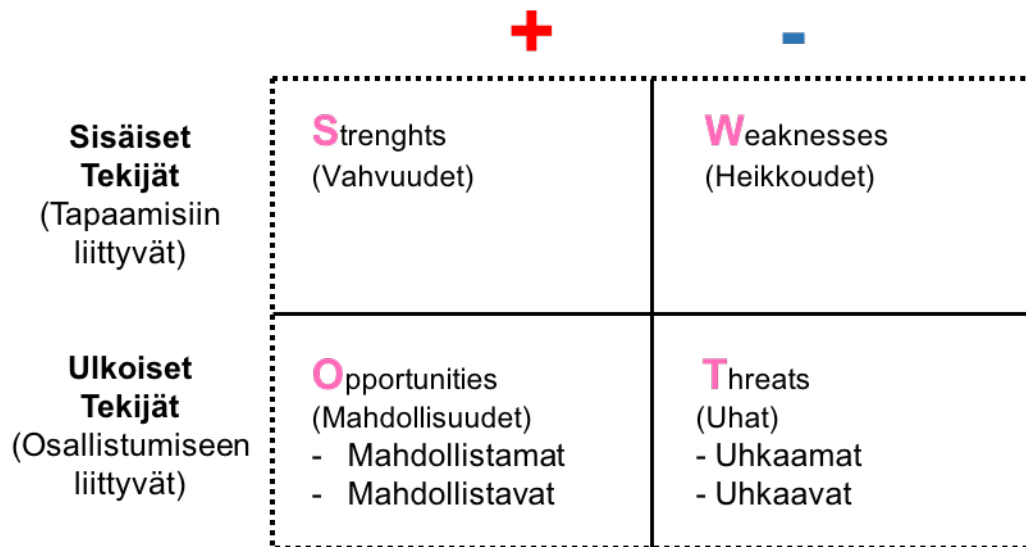 + -
Sisäiset
Tekijät
(Tapaamisiin
liittyvät)
Strenghts
(Vahvuudet)
Weaknesses
(Heikkoudet)
Ulkoiset
Tekijät
(Osallistumiseen
liittyvät)
Opportunities
(Mahdollisuudet)
- Mahdollistamat
- Mahdollistavat
Threats
(Uhat)
- Uhkaamat
- Uhkaavat